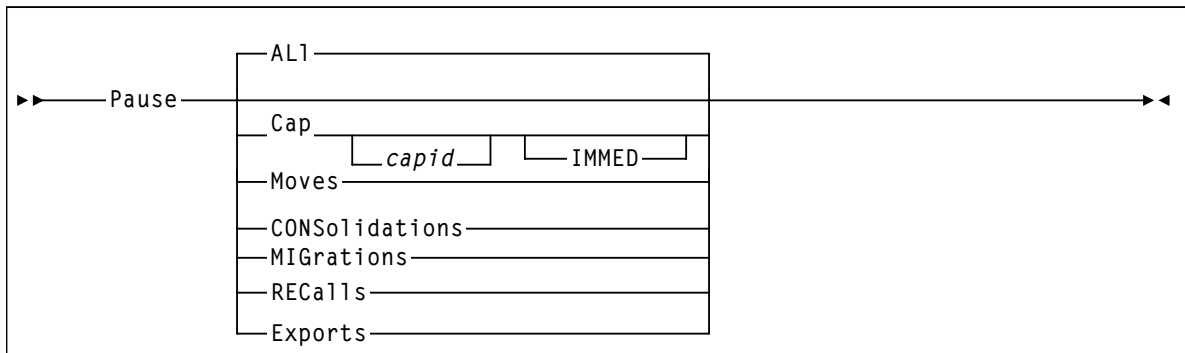 ALl
Pause
Cap
capid IMMED
Moves
CONSolidations
MIGrations
RECalls
Exports